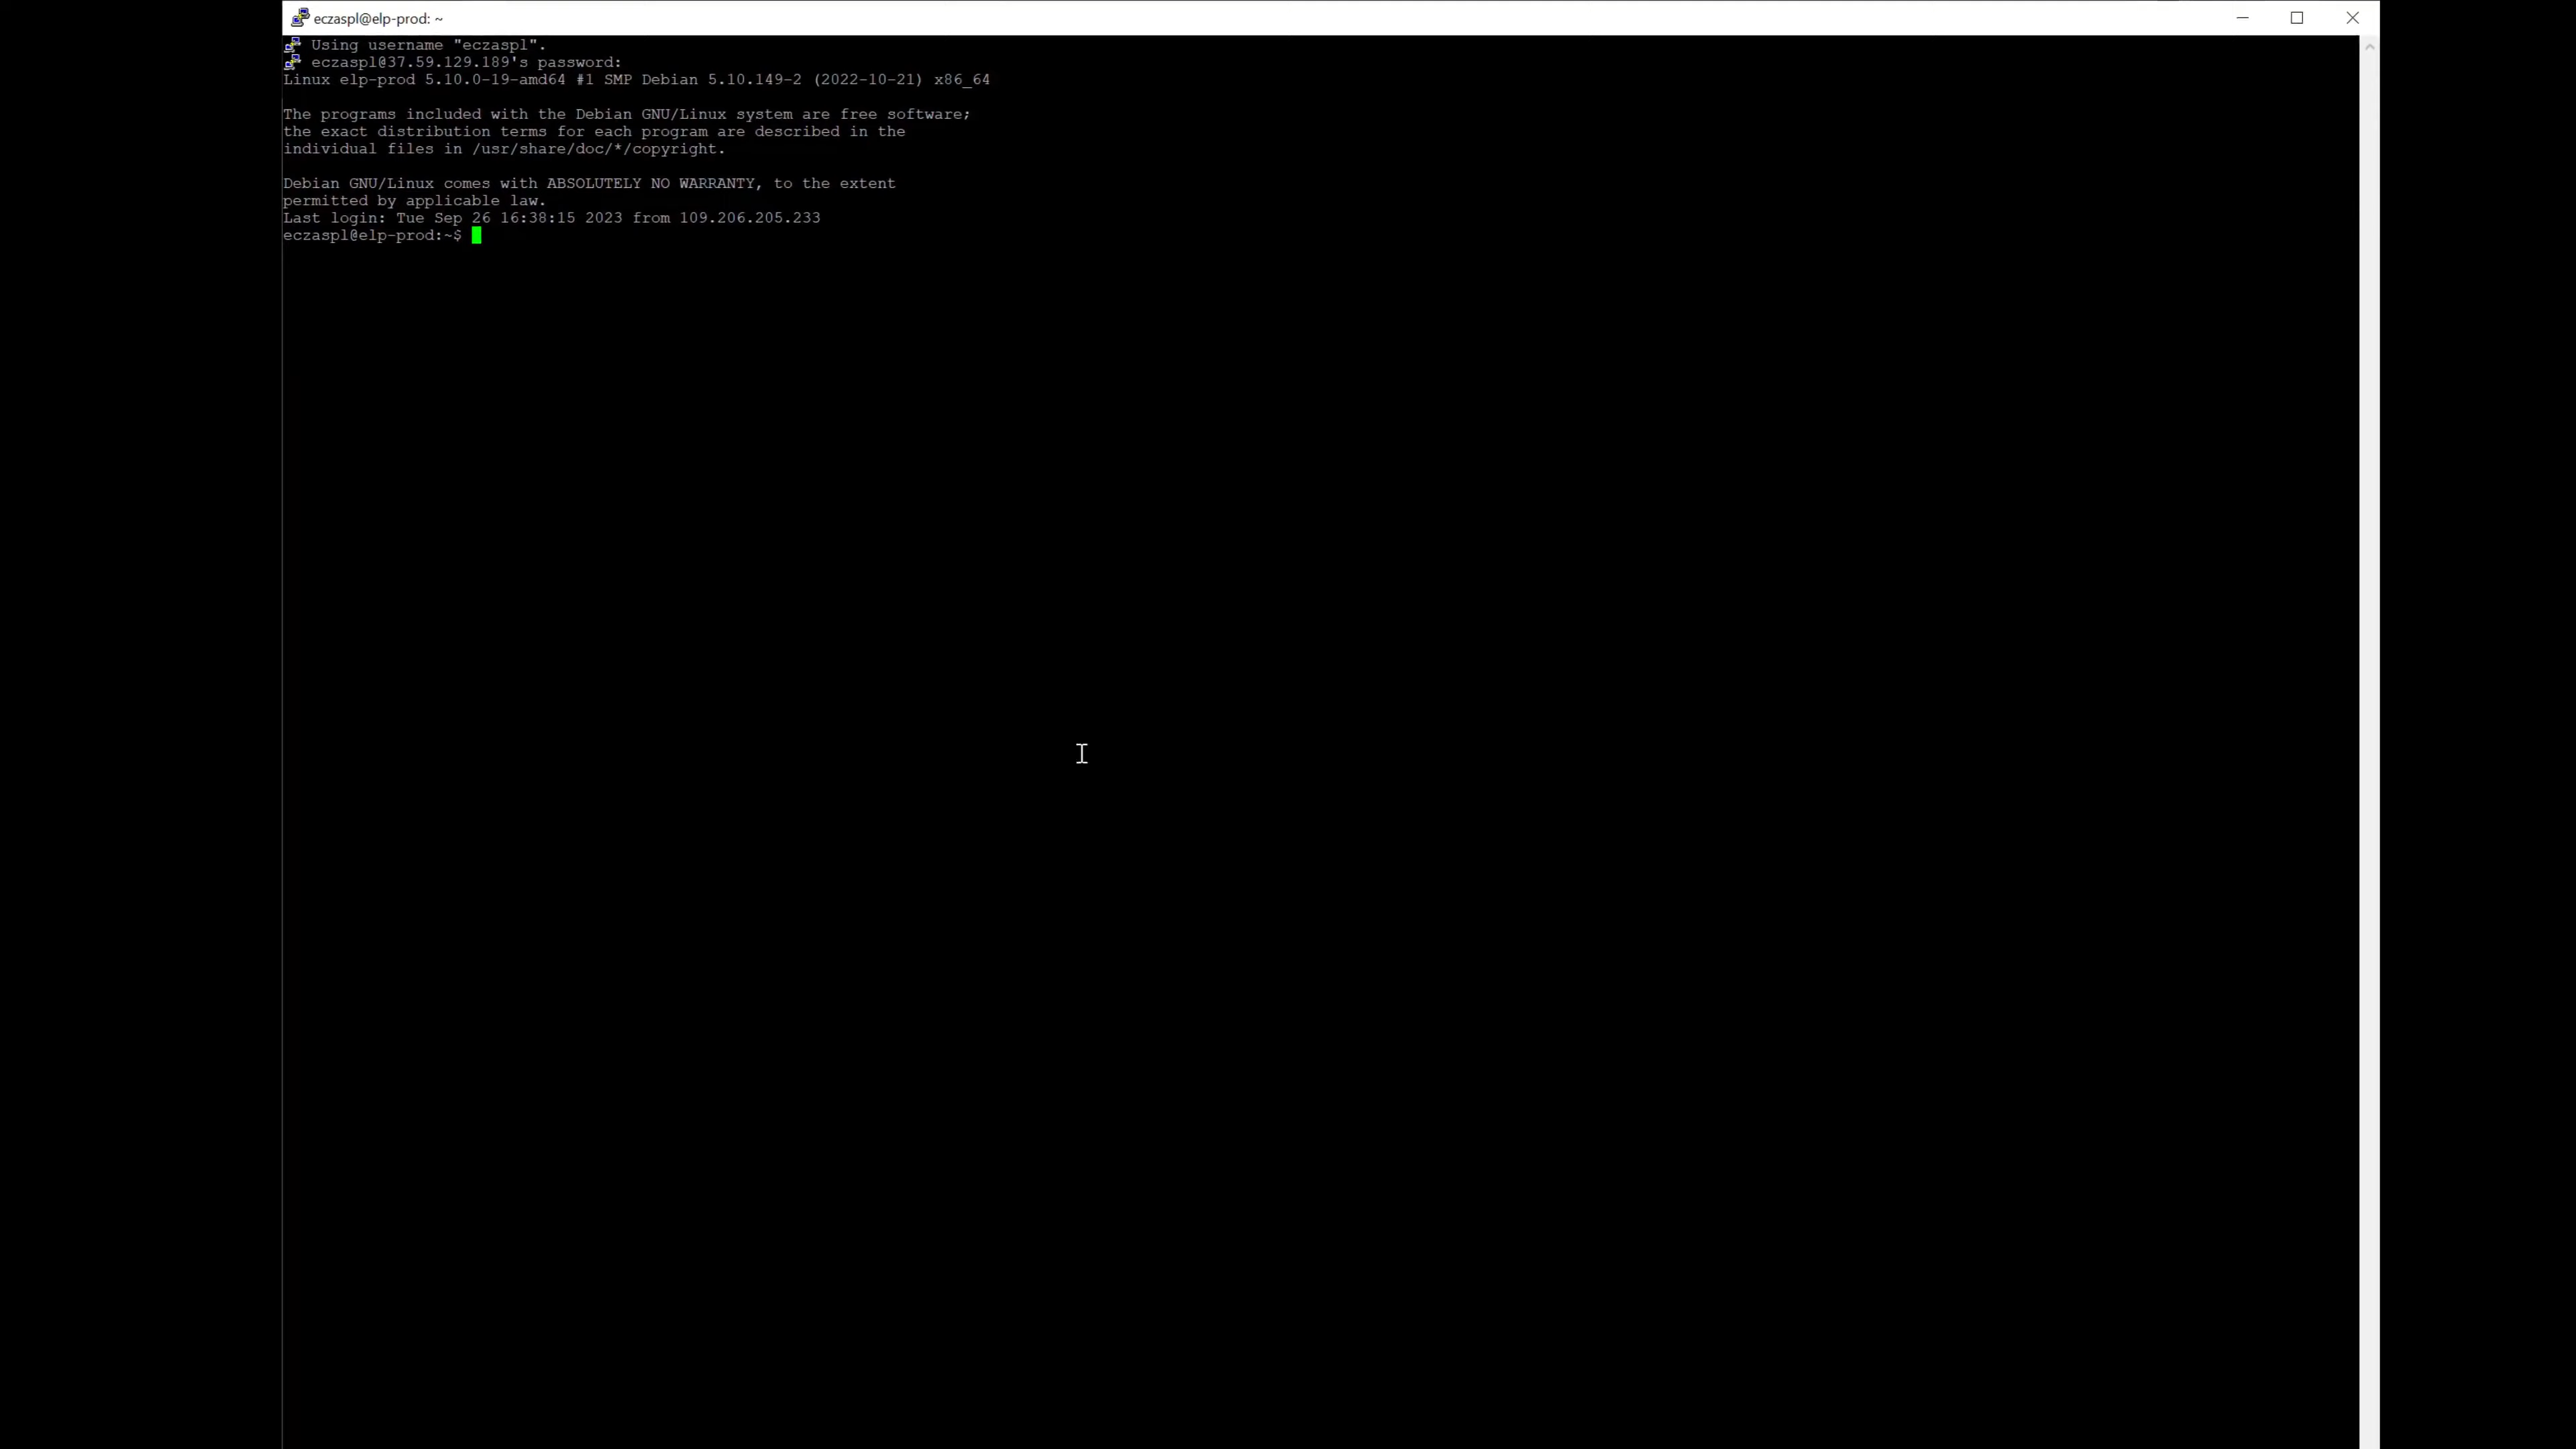 eczaspl@elp-prod: ~
Using username "eczaspl".
eczaspl@37.59.129.189's password:
Linux elp-prod 5.10.0-19-amd64 #1 SMP Debian 5.10.149-2 (2022-10-21) x86_64
The programs included with the Debian GNU/Linux system are free software;
the exact distribution terms for each program are described in the
individual files in /usr/share/doc/*/copyright.
Debian GNU/Linux comes with ABSOLUTELY NO WARRANTY, to the extent
permitted by applicable law.
Last login: Tue Sep 26 16:38:15 2023 from 109.206.205.233
eczaspl@elp-prod:~$